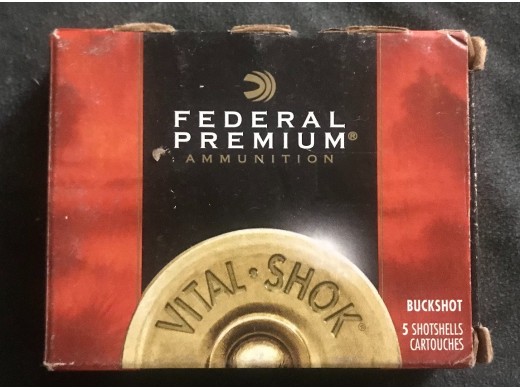 FEDERAL
PREMIUM®
AMMUNITION
VITAL·SHOK®
BUCKSHOT
5 SHOTSHELLS
CARTOUCHES